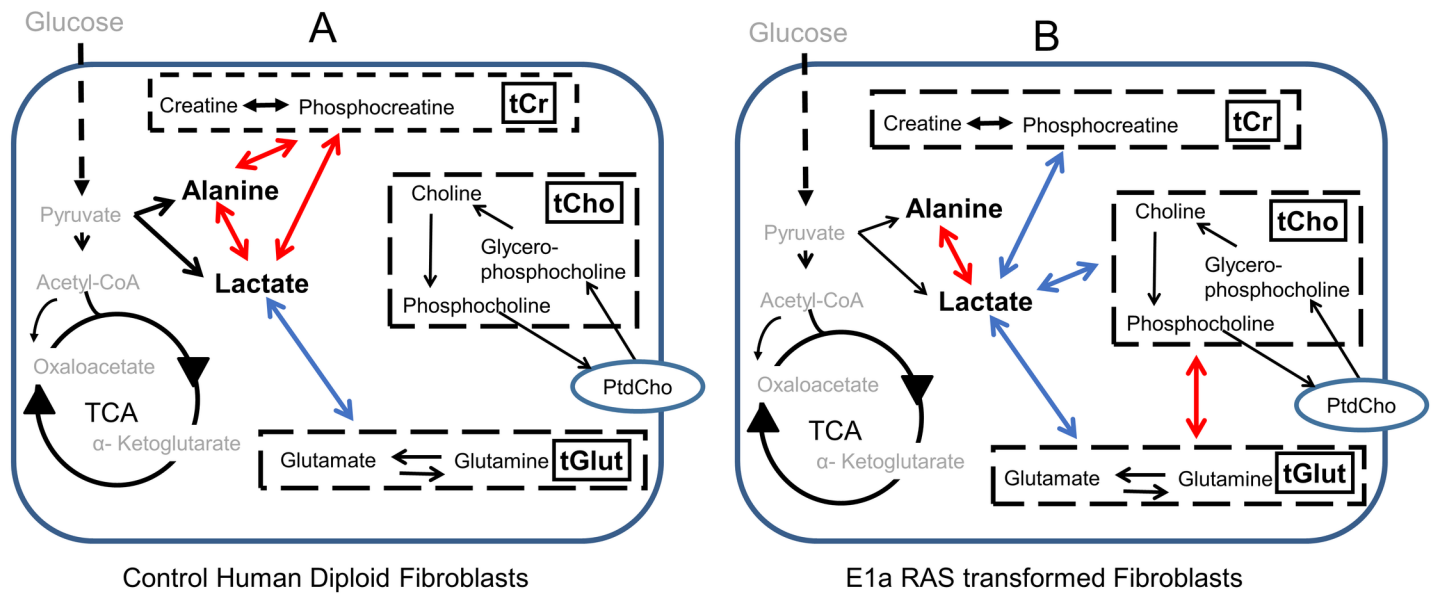 A
Glucose
Creatine
Phosphocreatine
tCr
Alanine
Pyruvate
Lactate
Acetyl-CoA
Oxaloacetate
TCA
α- Ketoglutarate
Choline
tCho
Glycero-
phosphocholine
Phosphocholine
PtdCho
Glutamate
Glutamine
tGlut
Control Human Diploid Fibroblasts
B
Glucose
Creatine
Phosphocreatine
tCr
Alanine
Pyruvate
Lactate
Acetyl-CoA
Oxaloacetate
TCA
α- Ketoglutarate
Choline
tCho
Glycero-
phosphocholine
Phosphocholine
PtdCho
Glutamate
Glutamine
tGlut
E1a RAS transformed Fibroblasts